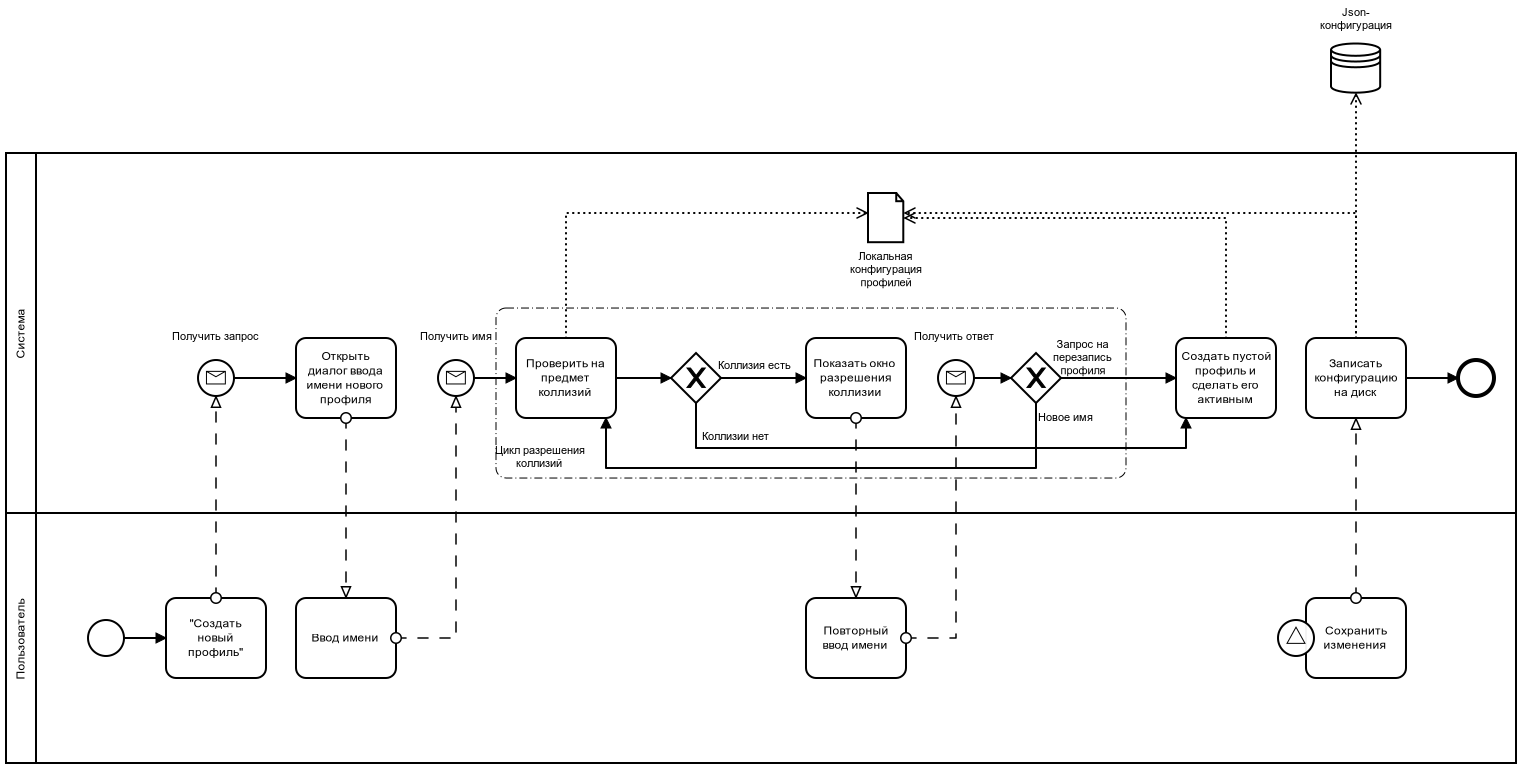 Json-
конфигурация
Система
Локальная
конфигурация
профилей
Получить запрос
Открыть
диалог ввода
имени нового
профиля
Получить имя
Проверить на
предмет
коллизий
Коллизия есть
Коллизии нет
Цикл разрешения
коллизий
Показать окно
разрешения
коллизии
Получить ответ
Запрос на
перезапись
профиля
Новое имя
Создать пустой
профиль и
сделать его
активным
Записать
конфигурацию
на диск
Пользователь
"Создать
новый
профиль"
Ввод имени
Повторный
ввод имени
Сохранить
изменения